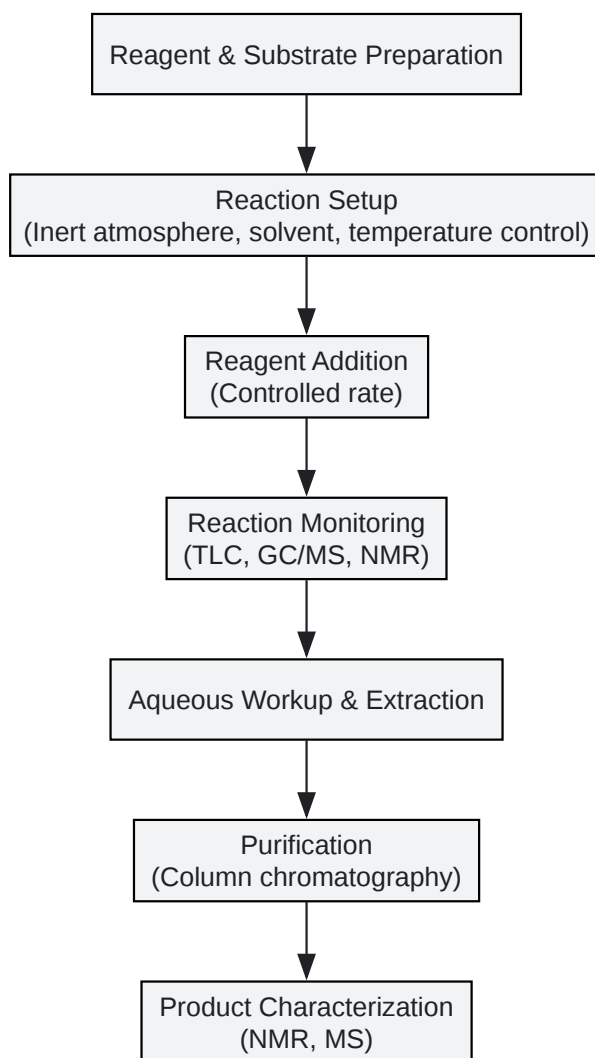 Reagent & Substrate Preparation
Reaction Setup
(Inert atmosphere, solvent, temperature control)
Reagent Addition
(Controlled rate)
Reaction Monitoring
(TLC, GC/MS, NMR)
Aqueous Workup & Extraction
Purification
(Column chromatography)
Product Characterization
(NMR, MS)